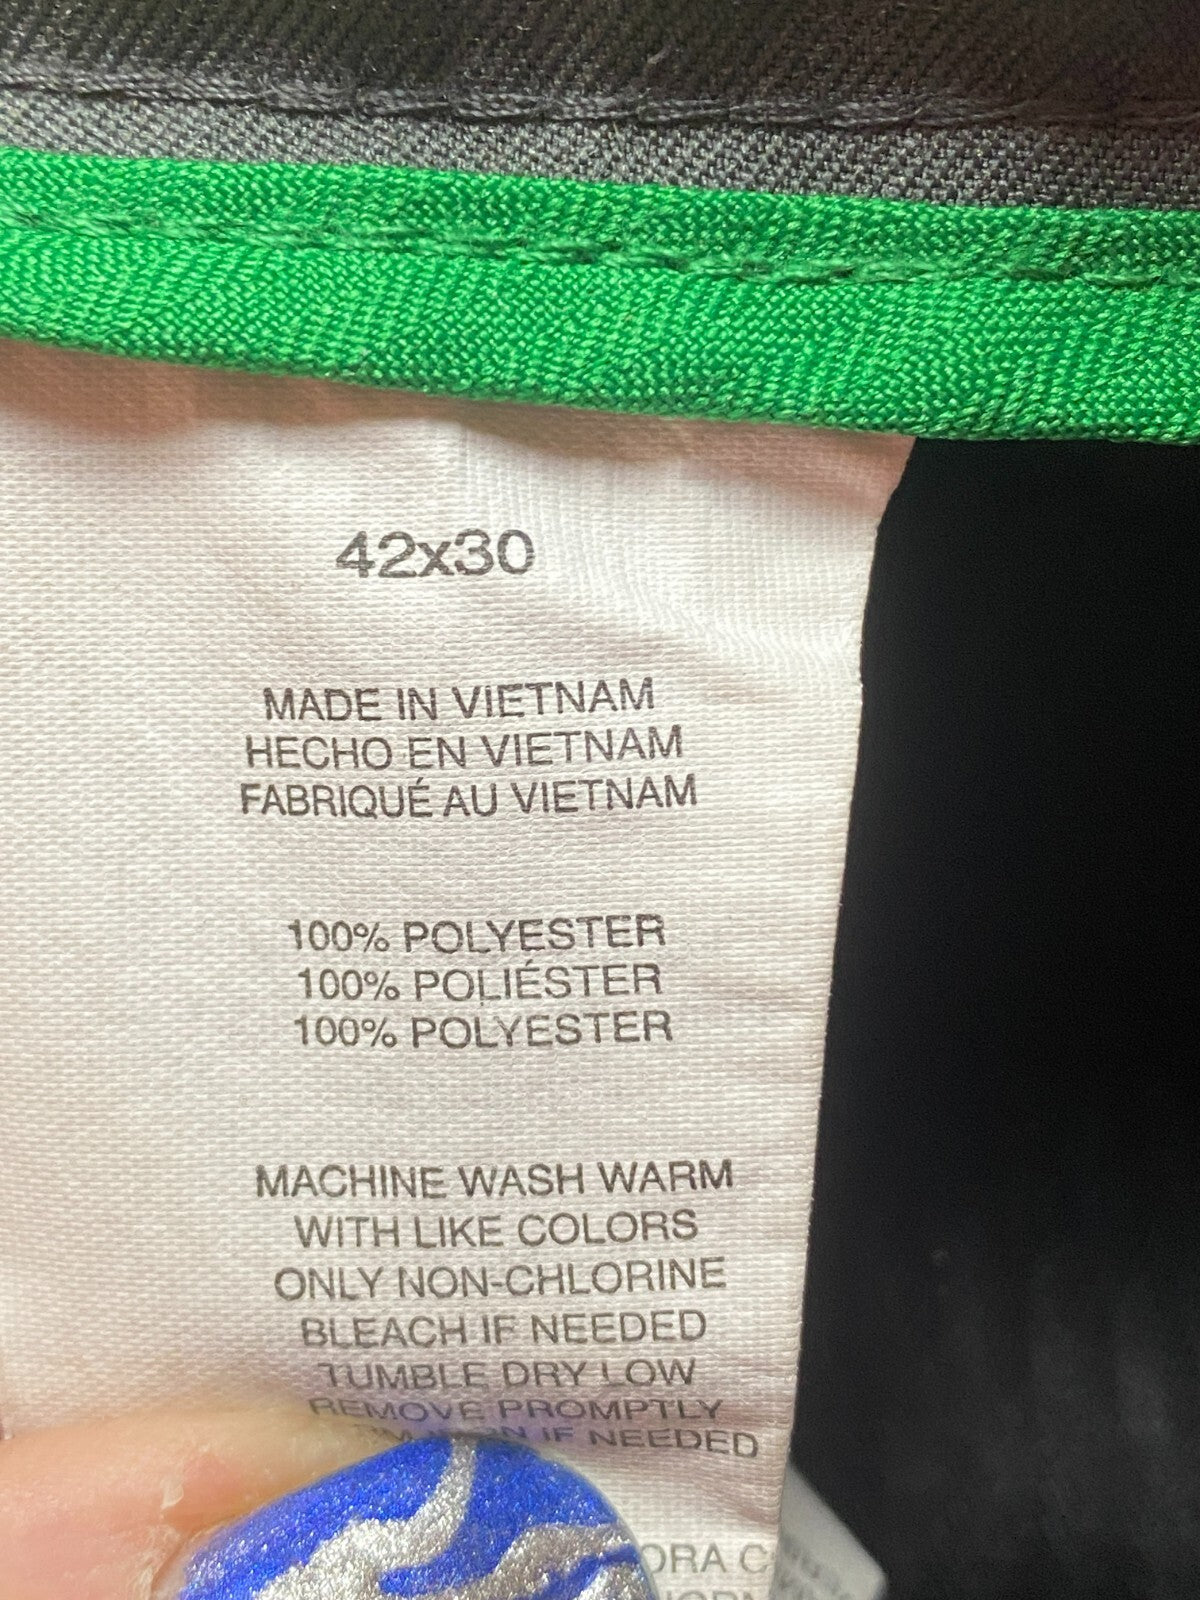 42x30
MADE IN VIETNAM
HECHO EN VIETNAM
FABRIQUÉ AU VIETNAM
100% POLYESTER
100% POLIÉSTER
100% POLYESTER
MACHINE WASH WARM
WITH LIKE COLORS
ONLY NON-CHLORINE
BLEACH IF NEEDED
TUMBLE DRY LOW
REMOVE PROMPTLY
IF NEEDED